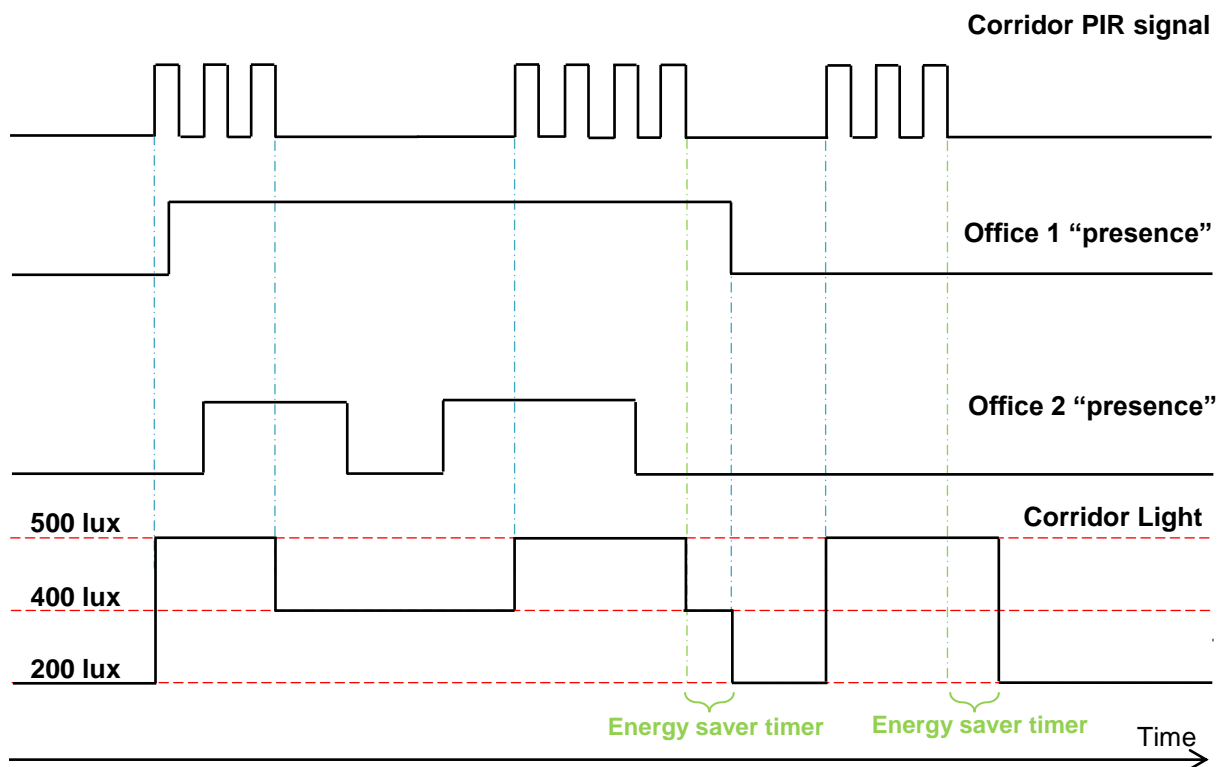 Corridor PIR signal
Office 1 “presence”
Office 2 “presence”
500 lux
Corridor Light
400 lux
200 lux
Energy saver timer
Energy saver timer
Time